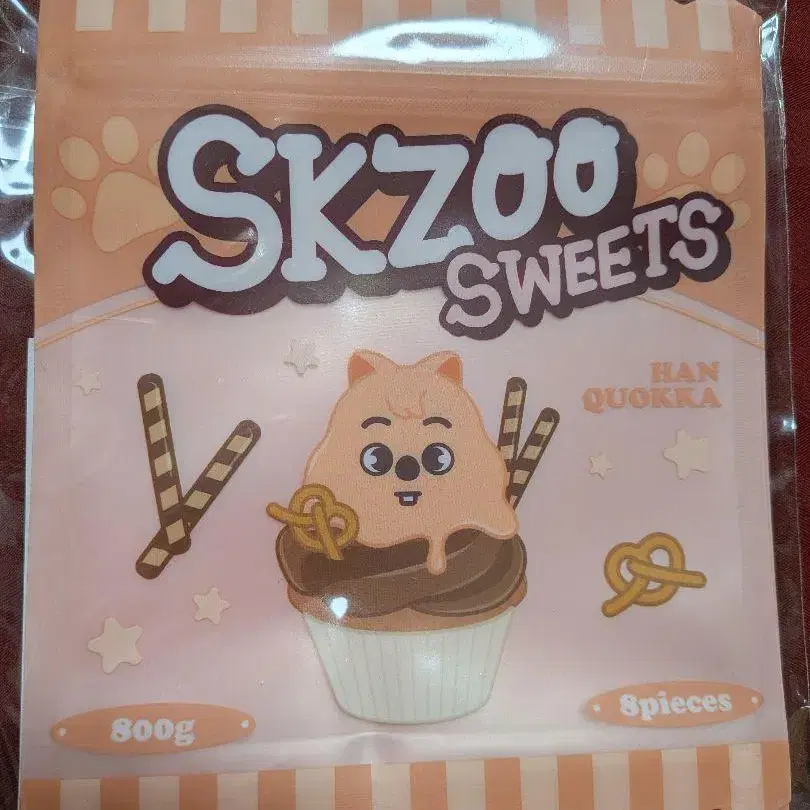 SKZOO
SWEETS
HAN
QUOKKA
800g
8pieces